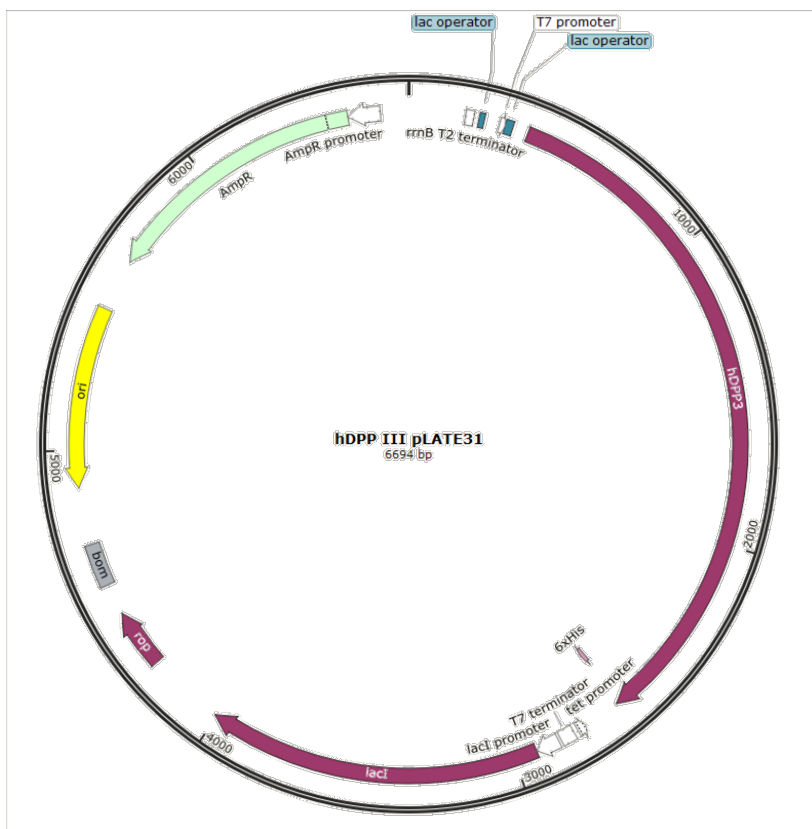 lac operator
T7 promoter
lac operator
rrnB T2 terminator
AmpR promoter
AmpR
6000
1000
hDPP3
ori
hDPP III pLATE31
6694 bp
5000
2000
bom
rop
6xHis
tet promoter
T7 terminator
lacI promoter
4000
lacI
3000